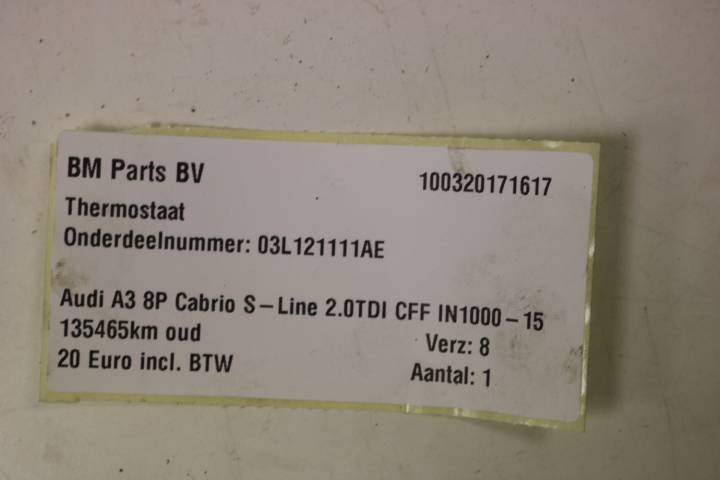 BM Parts BV
100320171617
Thermostaat
Onderdeelnummer: 03L121111AE
Audi A3 8P Cabrio S-Line 2.0TDI CFF IN1000-15
135465km oud
Verz: 8
20 Euro incl. BTW
Aantal: 1